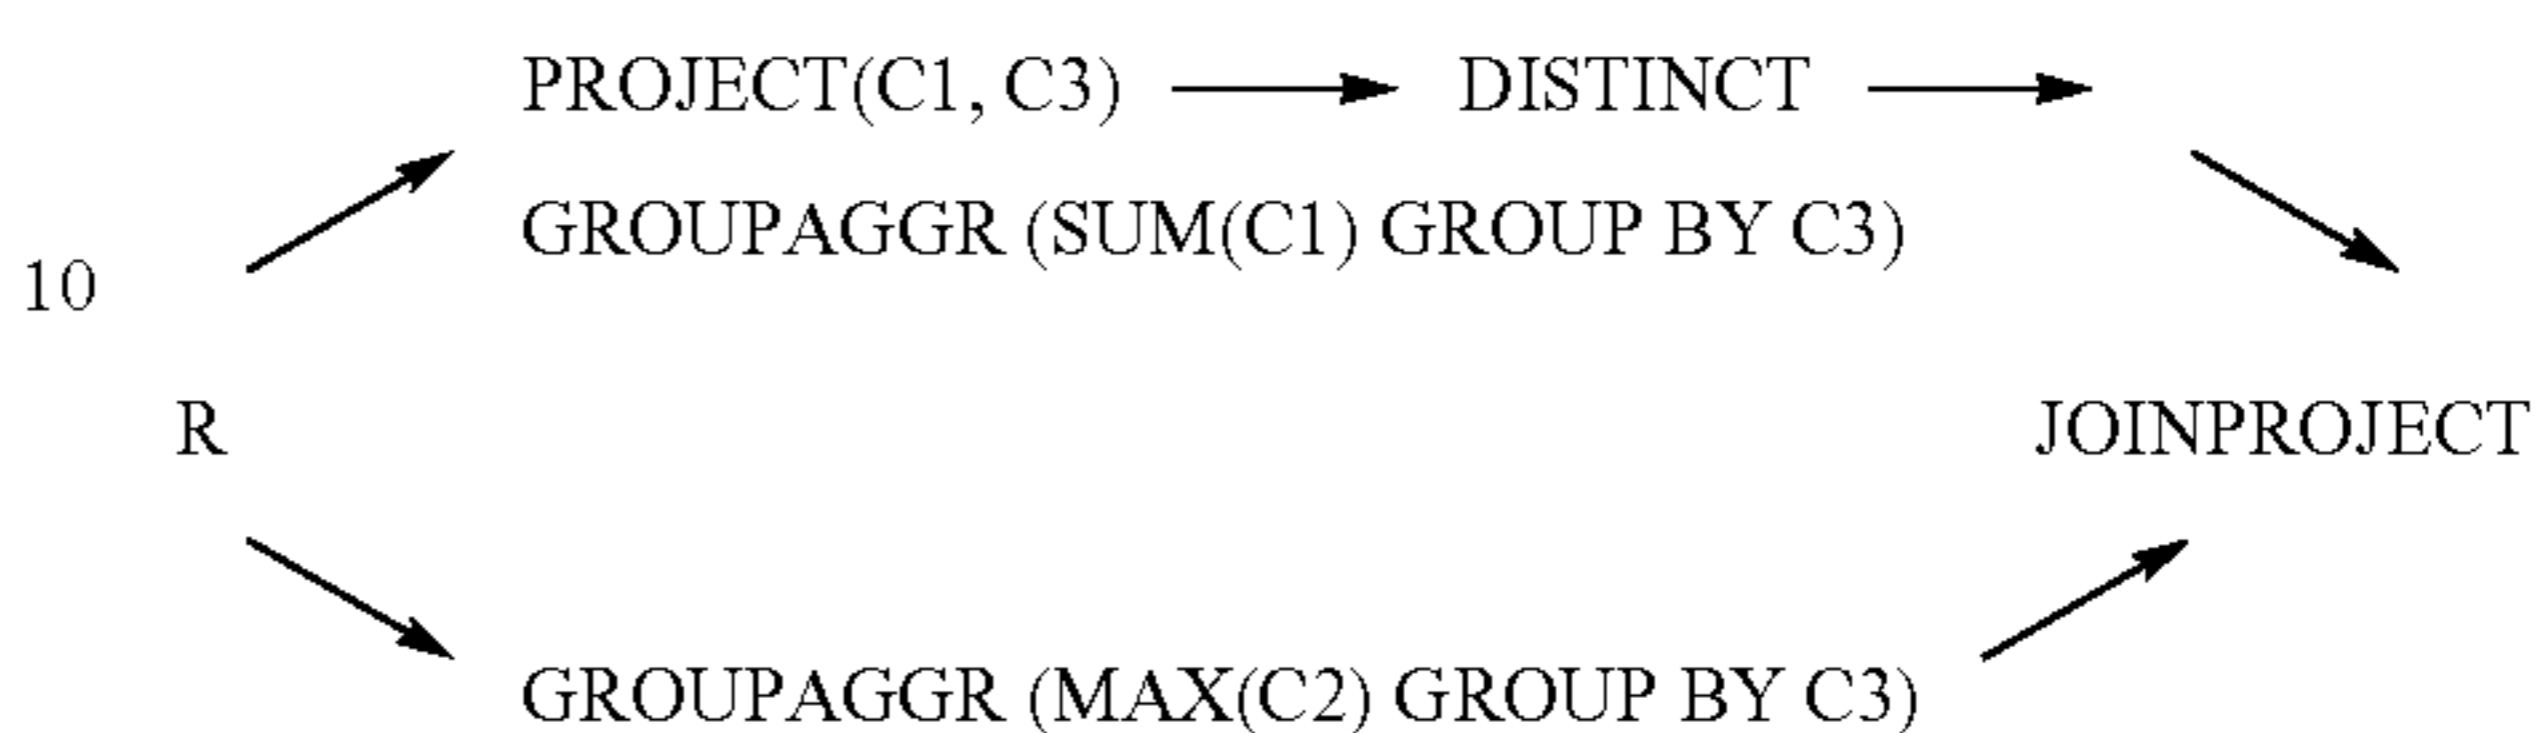 PROJECT(C1, C3) DISTINCT
GROUPAGGR (SUM(C1) GROUP BY C3)
10
R JOINPROJECT
GROUPAGGR (MAX(C2) GROUP BY C3)